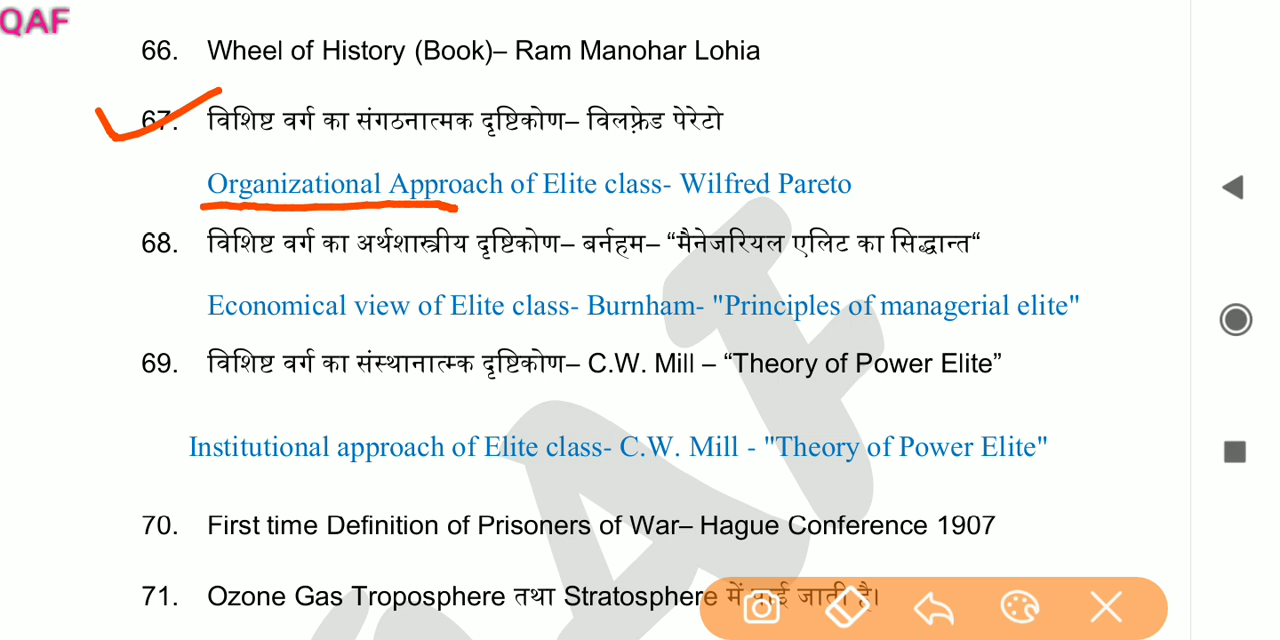 QAF
66. Wheel of History (Book)– Ram Manohar Lohia
67. विशिष्ट वर्ग का संगठनात्मक दृष्टिकोण– विलफ़्रेड पेरेटो
Organizational Approach of Elite class- Wilfred Pareto
68. विशिष्ट वर्ग का अर्थशास्त्रीय दृष्टिकोण– बर्नहम– “मैनेजरियल एलिट का सिद्धान्त“
Economical view of Elite class- Burnham- "Principles of managerial elite"
69. विशिष्ट वर्ग का संस्थानात्म्क दृष्टिकोण– C.W. Mill – “Theory of Power Elite”
Institutional approach of Elite class- C.W. Mill - "Theory of Power Elite"
70. First time Definition of Prisoners of War– Hague Conference 1907
71. Ozone Gas Troposphere तथा Stratosphere में पाई जाती है।